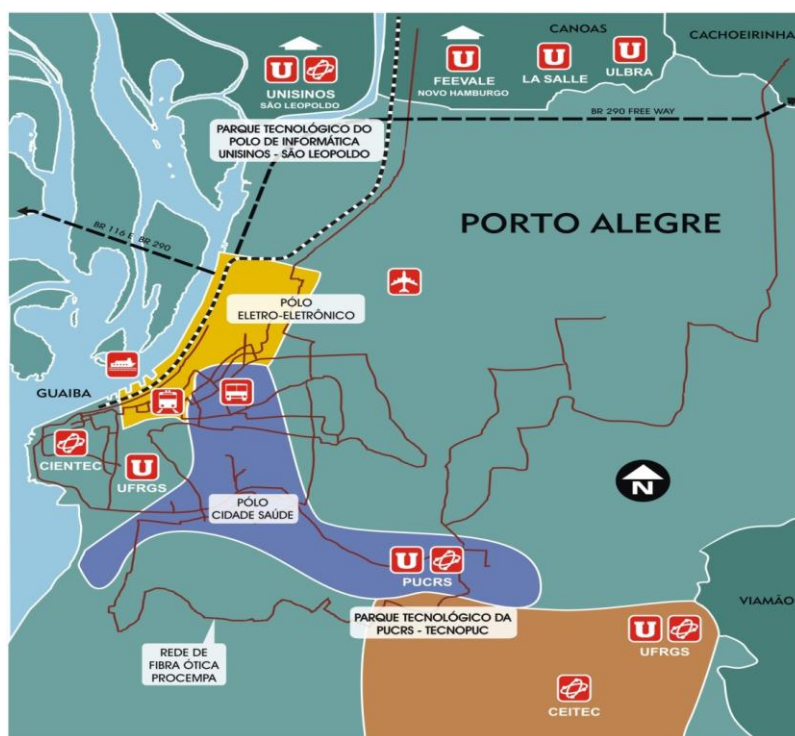 CANOAS
CACHOEIRINHA
U
UNISINOS
SÃO LEOPOLDO
U
FEEVALE
NOVO HAMBURGO
U
LA SALLE
U
ULBRA
BR 290 FREE WAY
PARQUE TECNOLÓGICO DO
POLO DE INFORMÁTICA
UNISINOS - SÃO LEOPOLDO
PORTO ALEGRE
BR 116 E BR 290
PÓLO
ELETRO-ELETRÔNICO
GUAIBA
CIENTEC
U
UFRGS
N
PÓLO
CIDADE SAÚDE
U
PUCRS
VIAMÃO
PARQUE TECNOLÓGICO DA
PUCRS - TECNOPUC
U
UFRGS
REDE DE
FIBRA ÓTICA
PROCEMPA
CEITEC